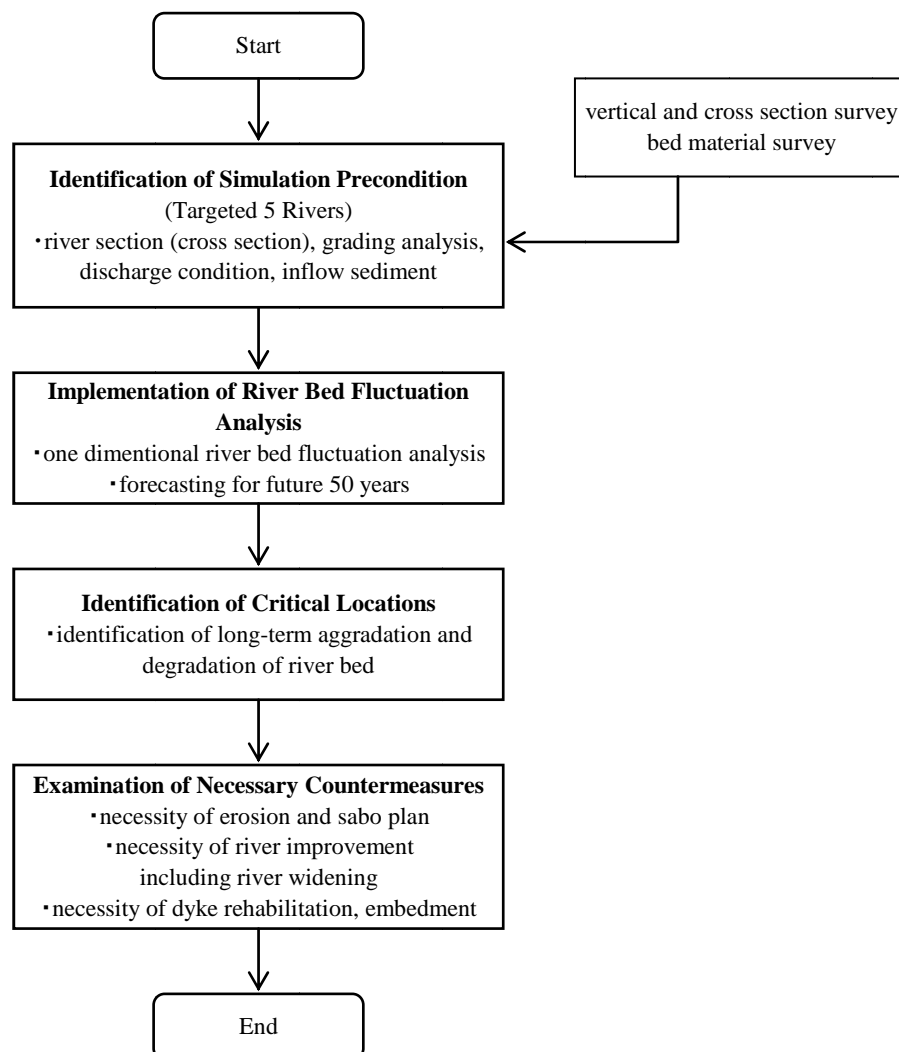 Start
vertical and cross section survey
bed material survey
Identification of Simulation Precondition
(Targeted 5 Rivers)
・river section (cross section), grading analysis,
discharge condition, inflow sediment
Implementation of River Bed Fluctuation
Analysis
・one dimentional river bed fluctuation analysis
・forecasting for future 50 years
Identification of Critical Locations
・identification of long-term aggradation and
degradation of river bed
Examination of Necessary Countermeasures
・necessity of erosion and sabo plan
・necessity of river improvement
including river widening
・necessity of dyke rehabilitation, embedment
End